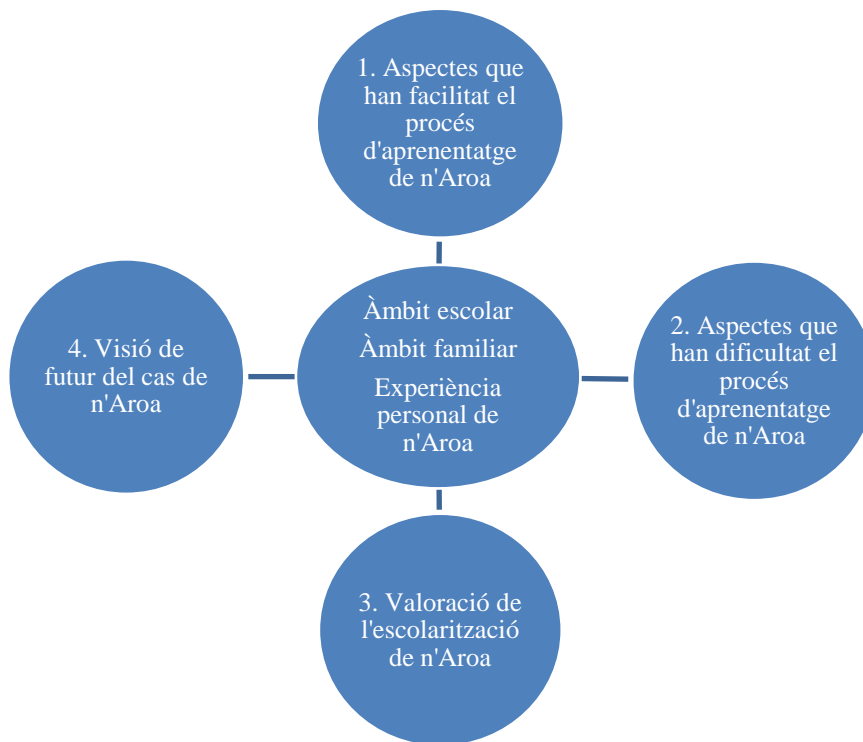 1. Aspectes que
han facilitat el
procés
d'aprenentatge
de n'Aroa
Àmbit escolar
Àmbit familiar
Experiència
personal de
n'Aroa
2. Aspectes que
han dificultat el
procés
d'aprenentatge
de n'Aroa
3. Valoració de
l'escolarització
de n'Aroa
4. Visió de
futur del cas de
n'Aroa